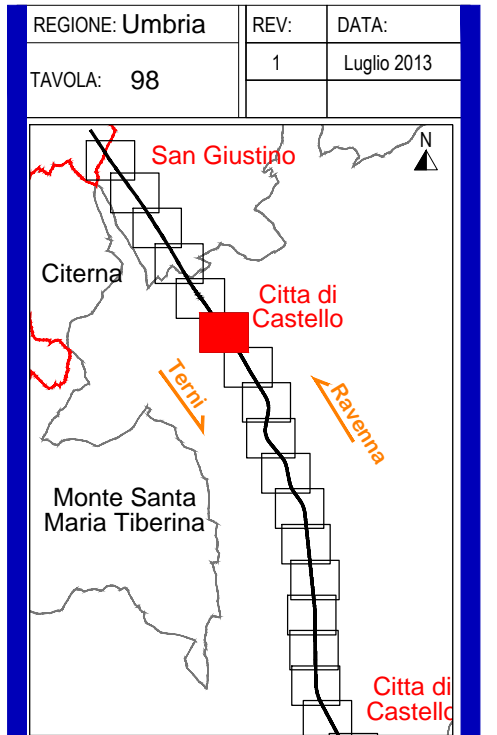 REGIONE: Umbria
REV:
DATA:
TAVOLA: 98
1
Luglio 2013
N
San Giustino
Citerna
Citta di
Castello
Terni
Ravenna
Monte Santa
Maria Tiberina
Citta di
Castello